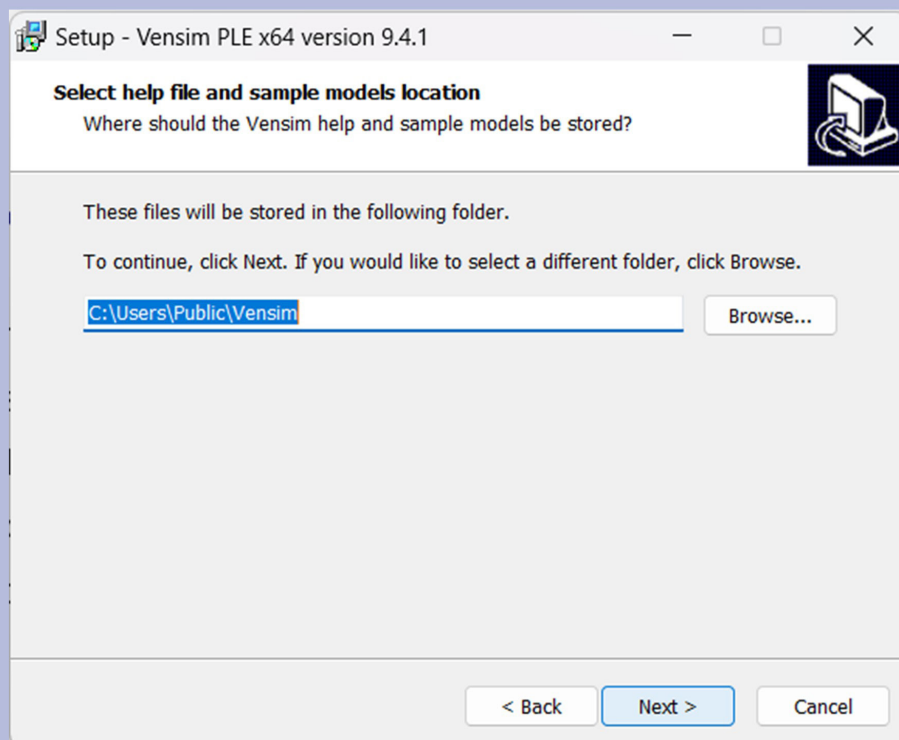 Setup - Vensim PLE x64 version 9.4.1
Select help file and sample models location
Where should the Vensim help and sample models be stored?
These files will be stored in the following folder.
To continue, click Next. If you would like to select a different folder, click Browse.
C:\Users\Public\Vensim
Browse...
< Back
Next >
Cancel